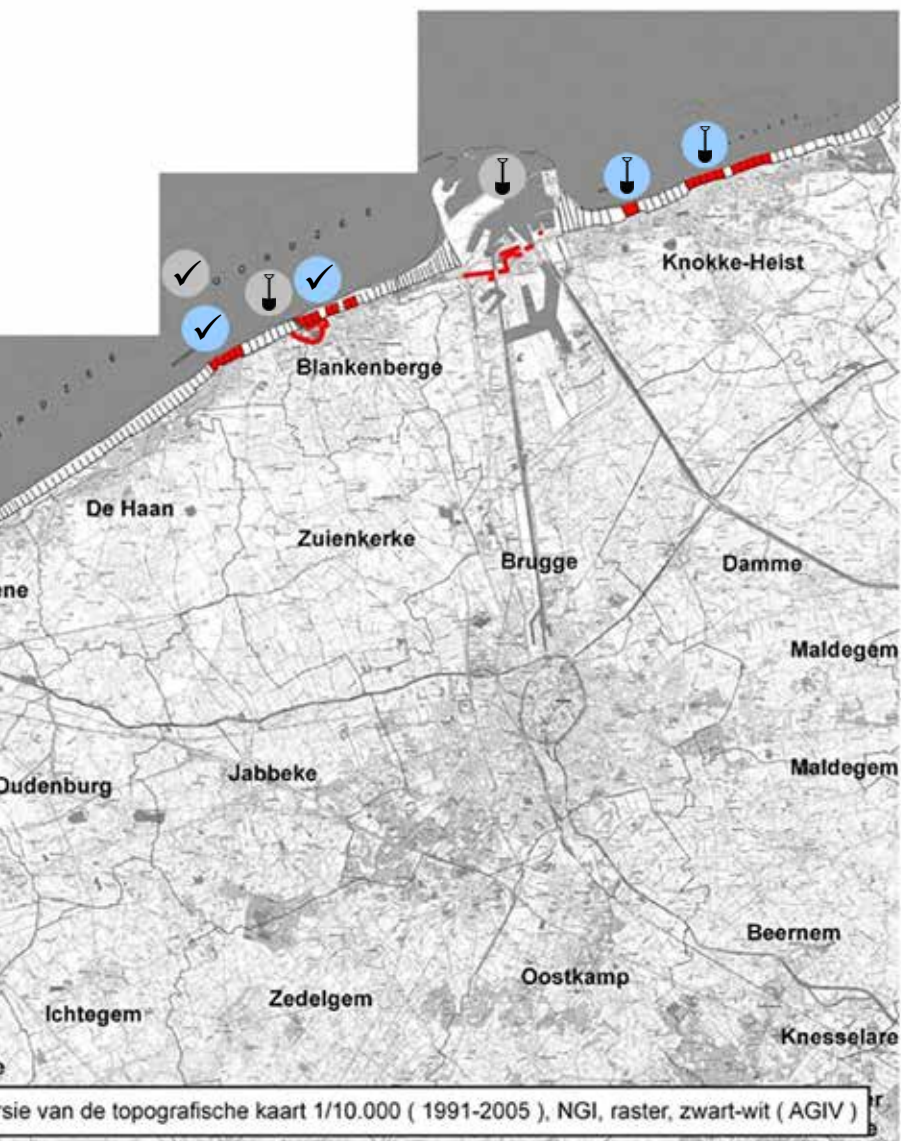 Knokke-Heist
Blankenberge
De Haan
Zuienkerke
Brugge
Damme
ene
Maldegem
Maldegem
Jabbeke
Oudenburg
Beernem
Oostkamp
Zedelgem
Ichtegem
Knesselare
e
rsie van de topografische kaart 1/10.000 ( 1991-2005 ), NGI, raster, zwart-wit ( AGIV )
er
e